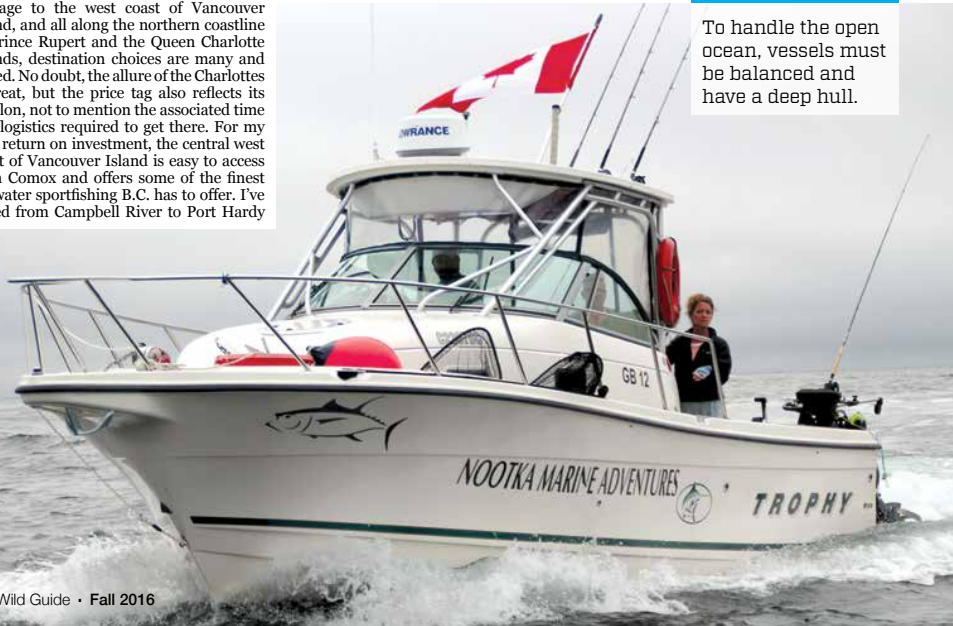 age to the west coast of Vancouver
nd, and all along the northern coastline
rince Rupert and the Queen Charlotte
nds, destination choices are many and
ed. No doubt, the allure of the Charlottes
reat, but the price tag also reflects its
lon, not to mention the associated time
logistics required to get there. For my
return on investment, the central west
t of Vancouver Island is easy to access
n Comox and offers some of the finest
water sportfishing B.C. has to offer. I’ve
ed from Campbell River to Port Hardy
To handle the open
ocean, vessels must
be balanced and
have a deep hull.
LOWRANCE
GB 12
NOOTKA MARINE ADVENTURES
TROPHY
Wild Guide · Fall 2016